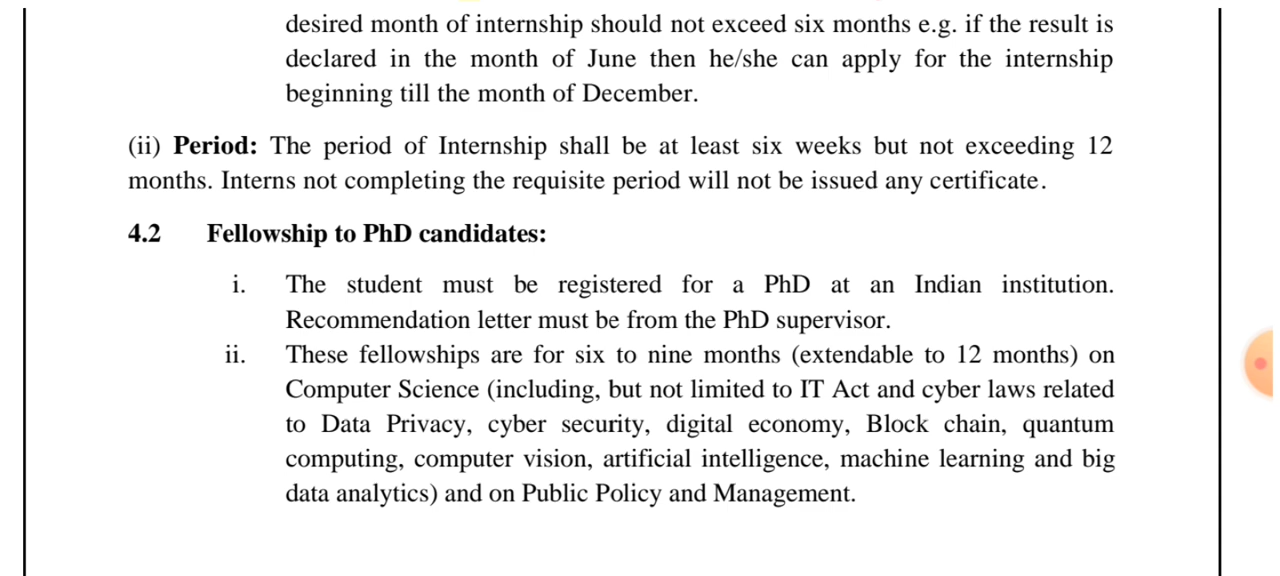 desired month of internship should not exceed six months e.g. if the result is
declared in the month of June then he/she can apply for the internship
beginning till the month of December.
(ii) Period: The period of Internship shall be at least six weeks but not exceeding 12
months. Interns not completing the requisite period will not be issued any certificate.
4.2 Fellowship to PhD candidates:
i. The student must be registered for a PhD at an Indian institution.
Recommendation letter must be from the PhD supervisor.
ii. These fellowships are for six to nine months (extendable to 12 months) on
Computer Science (including, but not limited to IT Act and cyber laws related
to Data Privacy, cyber security, digital economy, Block chain, quantum
computing, computer vision, artificial intelligence, machine learning and big
data analytics) and on Public Policy and Management.